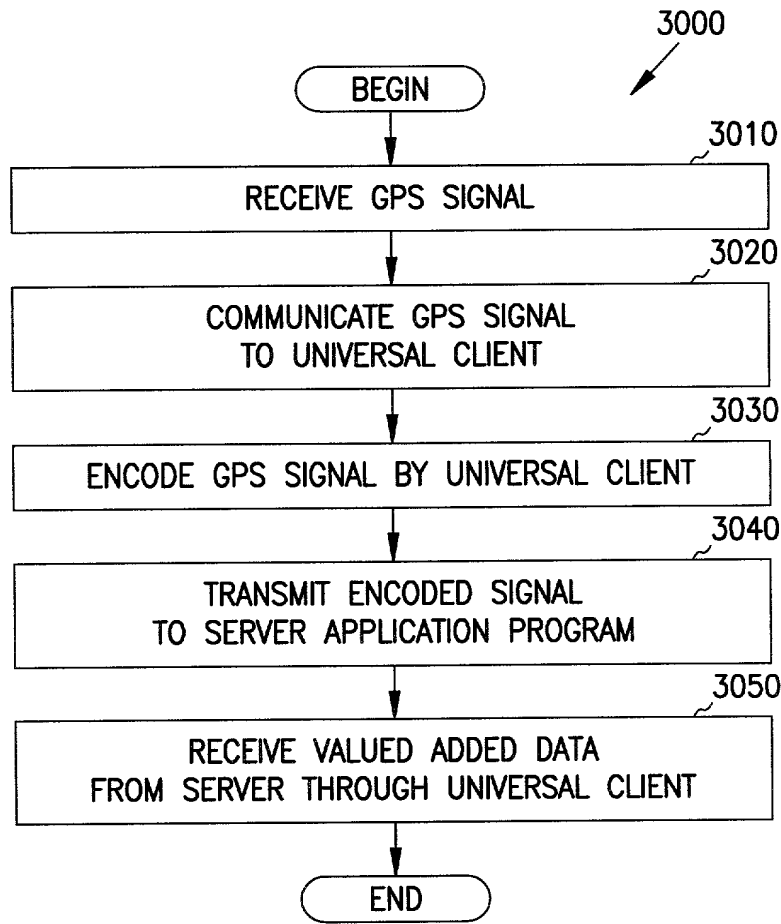 3000
BEGIN
3010
RECEIVE GPS SIGNAL
3020
COMMUNICATE GPS SIGNAL
TO UNIVERSAL CLIENT
3030
ENCODE GPS SIGNAL BY UNIVERSAL CLIENT
3040
TRANSMIT ENCODED SIGNAL
TO SERVER APPLICATION PROGRAM
3050
RECEIVE VALUED ADDED DATA
FROM SERVER THROUGH UNIVERSAL CLIENT
END